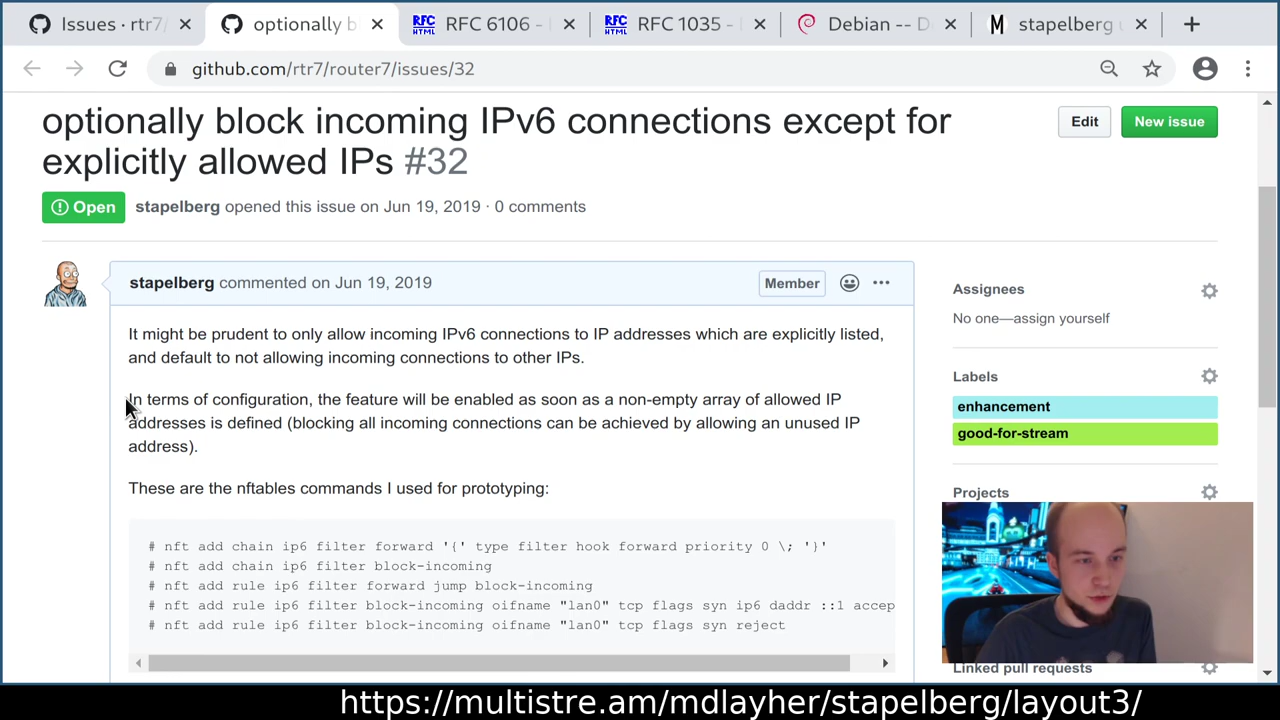 Issues · rtr7/
optionally b
RFC HTML
RFC 6106 -
RFC HTML
RFC 1035 -
Debian -- D
M
stapelberg u
github.com/rtr7/router7/issues/32
optionally block incoming IPv6 connections except for
explicitly allowed IPs #32
Edit
New issue
Open
stapelberg opened this issue on Jun 19, 2019 · 0 comments
stapelberg commented on Jun 19, 2019
Member
It might be prudent to only allow incoming IPv6 connections to IP addresses which are explicitly listed,
and default to not allowing incoming connections to other IPs.
In terms of configuration, the feature will be enabled as soon as a non-empty array of allowed IP
addresses is defined (blocking all incoming connections can be achieved by allowing an unused IP
address).
These are the nftables commands I used for prototyping:
# nft add chain ip6 filter forward '{' type filter hook forward priority 0 \; '}'
# nft add chain ip6 filter block-incoming
# nft add rule ip6 filter forward jump block-incoming
# nft add rule ip6 filter block-incoming oifname "lan0" tcp flags syn ip6 daddr ::1 accep
# nft add rule ip6 filter block-incoming oifname "lan0" tcp flags syn reject
Assignees
No one—assign yourself
Labels
enhancement
good-for-stream
Projects
Linked pull requests
https://multistre.am/mdlayher/stapelberg/layout3/